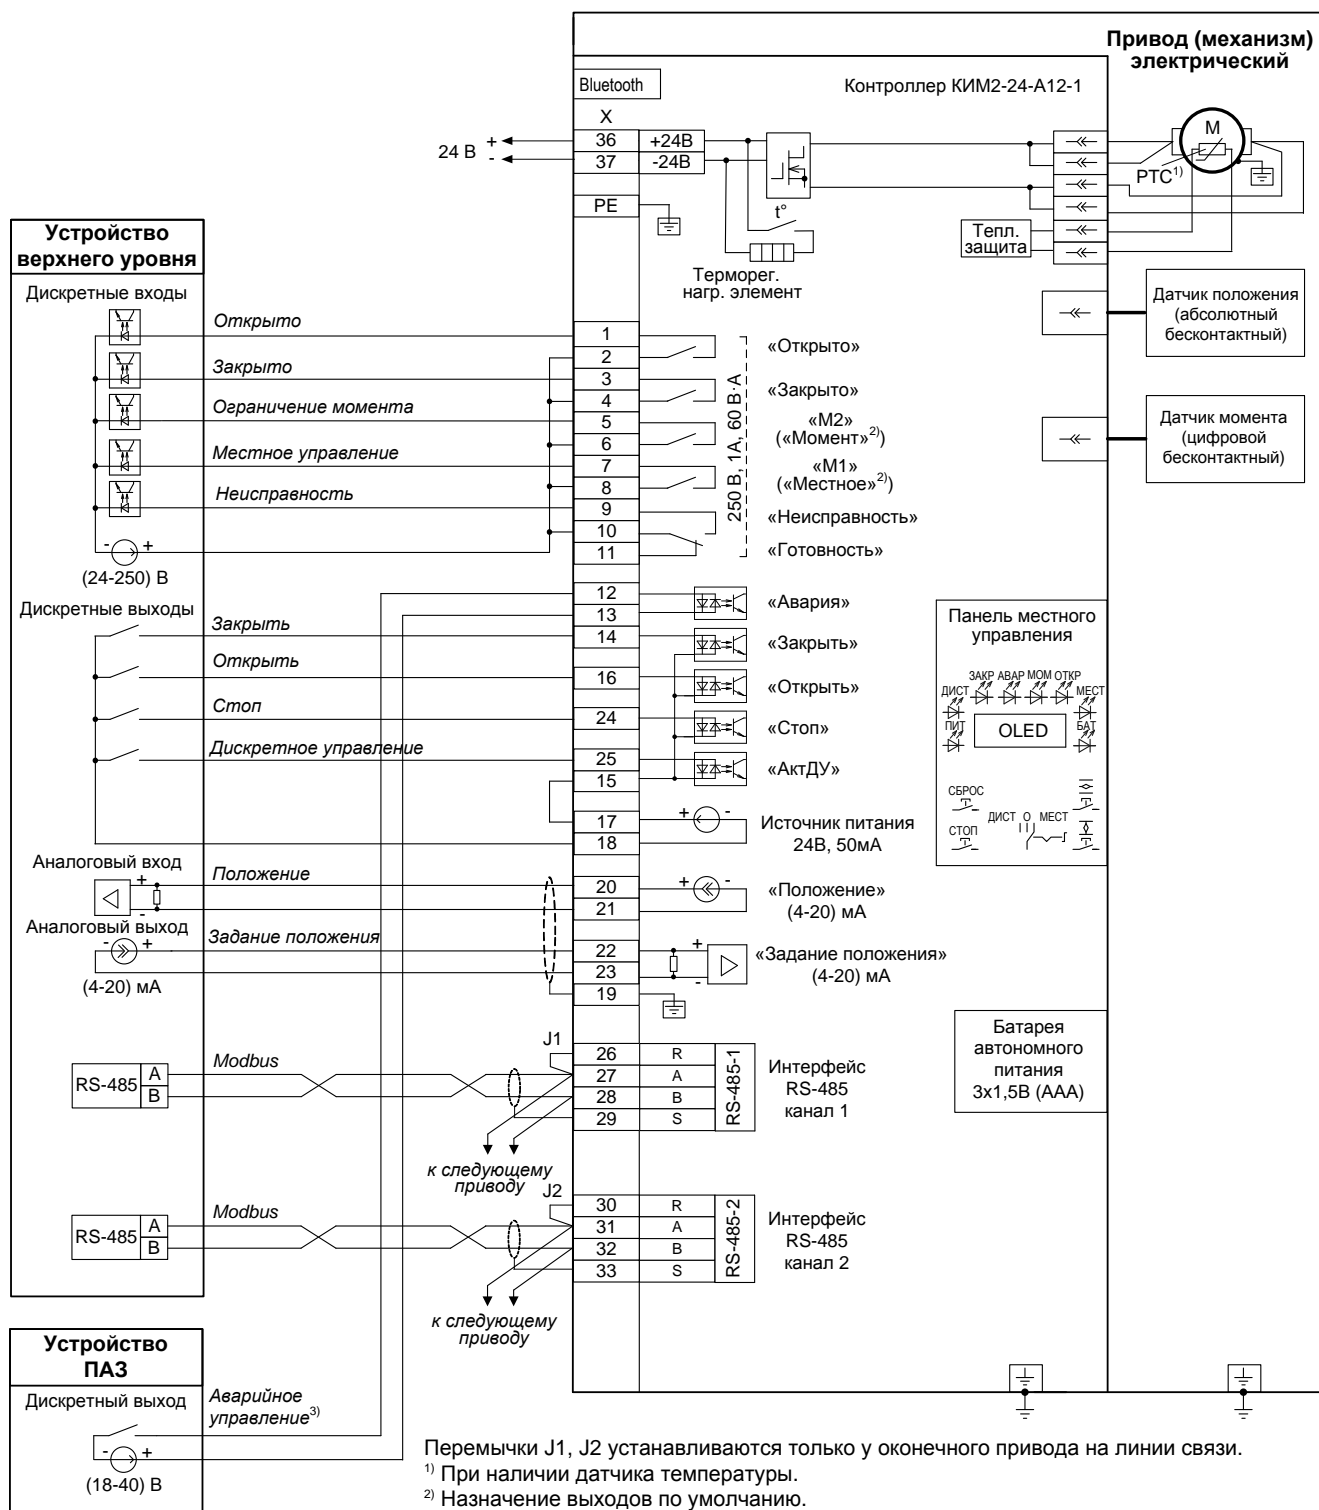 Привод (механизм)
электрический
Bluetooth
Контроллер КИМ2-24-А12-1
X
24 В
+
-
36
+24В
37
-24В
PE
t°
Терморег.
нагр. элемент
M
PTC1)
Тепл.
защита
Датчик положения
(абсолютный
бесконтактный)
Датчик момента
(цифровой
бесконтактный)
Устройство
верхнего уровня
Дискретные входы
Открыто
Закрыто
Ограничение момента
Местное управление
Неисправность
- +
(24-250) В
1
2
3
4
5
6
7
8
9
10
11
250 В, 1А, 60 В·А
«Открыто»
«Закрыто»
«М2»
(«Момент»2))
«М1»
(«Местное»2))
«Неисправность»
«Готовность»
Дискретные выходы
Закрыть
Открыть
Стоп
Дискретное управление
12
13
14
16
24
25
15
17
18
«Авария»
«Закрыть»
«Открыть»
«Стоп»
«АктДУ»
+ -
Источник питания
24В, 50мА
Панель местного
управления
ЗАКР АВАР МОМ ОТКР
ДИСТ
МЕСТ
ПИТ
OLED
БАТ
СБРОС
ДИСТ О МЕСТ
СТОП
Аналоговый вход
+
-
Положение
20
21
+ -
«Положение»
(4-20) мА
Аналоговый выход
- +
(4-20) мА
Задание положения
22
23
19
+
-
«Задание положения»
(4-20) мА
Батарея
автономного
питания
3х1,5В (ААА)
RS-485
A
B
Modbus
J1
26 R
27 A
28 B
29 S
RS-485-1
Интерфейс
RS-485
канал 1
к следующему
приводу
RS-485
A
B
Modbus
J2
30 R
31 A
32 B
33 S
RS-485-2
Интерфейс
RS-485
канал 2
к следующему
приводу
Устройство
ПАЗ
Дискретный выход
- +
(18-40) В
Аварийное
управление3)
Перемычки J1, J2 устанавливаются только у оконечного привода на линии связи.
1) При наличии датчика температуры.
2) Назначение выходов по умолчанию.